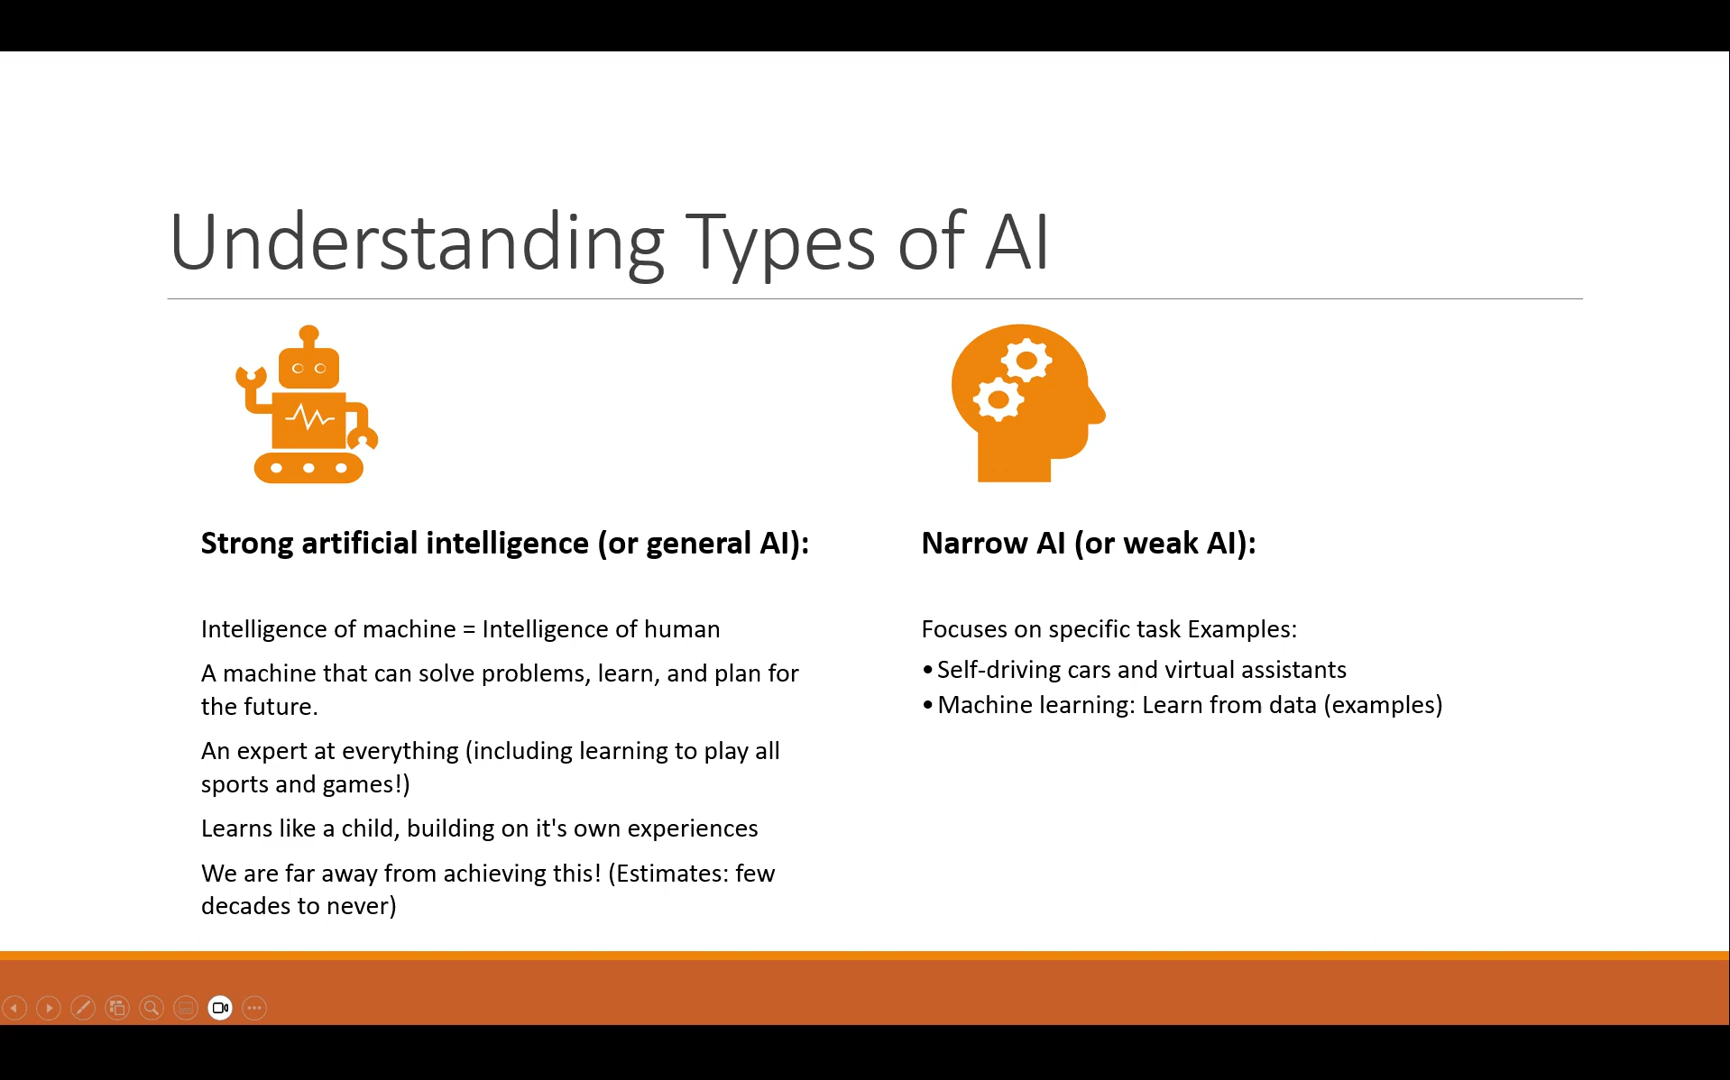 Understanding Types of AI
Strong artificial intelligence (or general AI):
Intelligence of machine = Intelligence of human
A machine that can solve problems, learn, and plan for
the future.
An expert at everything (including learning to play all
sports and games!)
Learns like a child, building on it's own experiences
We are far away from achieving this! (Estimates: few
decades to never)
Narrow AI (or weak AI):
Focuses on specific task Examples:
•Self-driving cars and virtual assistants
•Machine learning: Learn from data (examples)